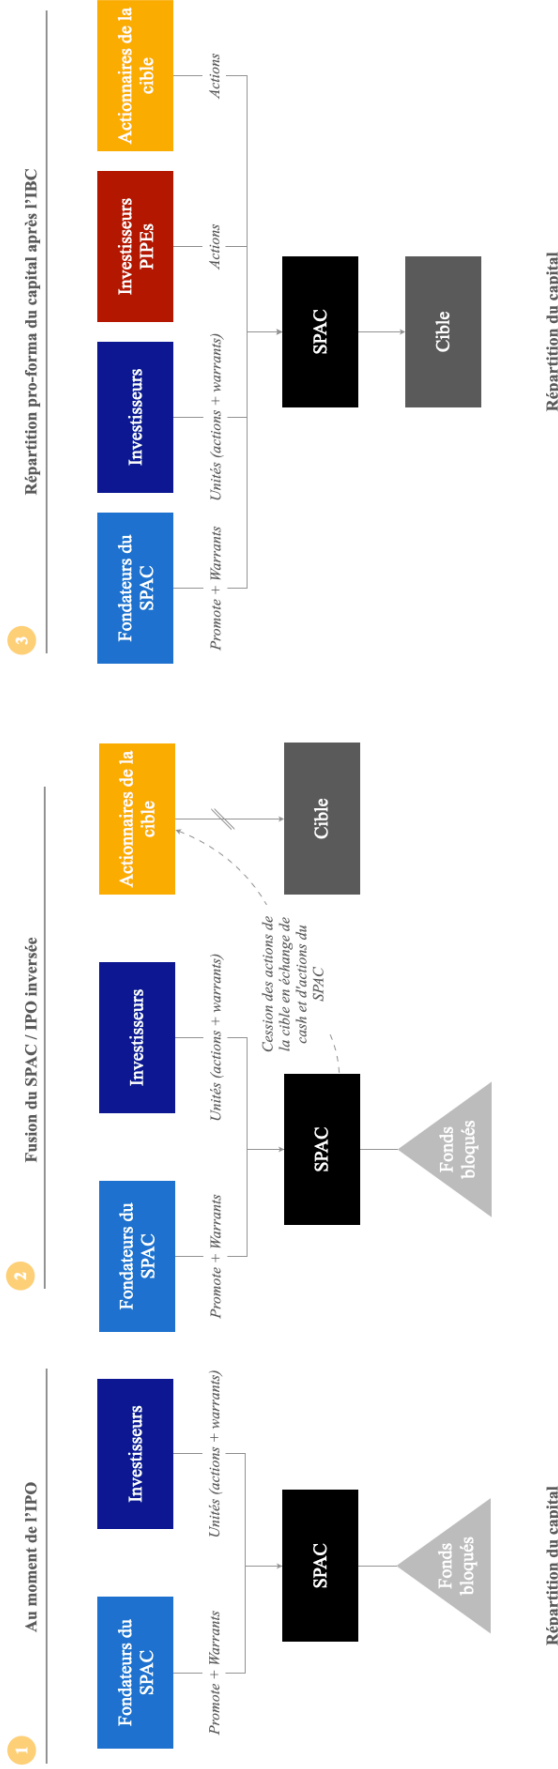 1
Au moment de l'IPO
Fondateurs du
SPAC
Investisseurs
Promote + Warrants
Unités (actions + warrants)
SPAC
Fonds
bloqués
Répartition du capital
2
Fusion du SPAC / IPO inversée
Fondateurs du
SPAC
Investisseurs
Actionnaires de la
cible
Promote + Warrants
Unités (actions + warrants)
Cession des actions de
la cible en échange de
cash et d'actions du
SPAC
SPAC
Cible
Fonds
bloqués
3
Répartition pro-forma du capital après l'IBC
Fondateurs du
SPAC
Investisseurs
Investisseurs
PIPEs
Actionnaires de la
cible
Promote + Warrants
Unités (actions + warrants)
Actions
Actions
SPAC
Cible
Répartition du capital